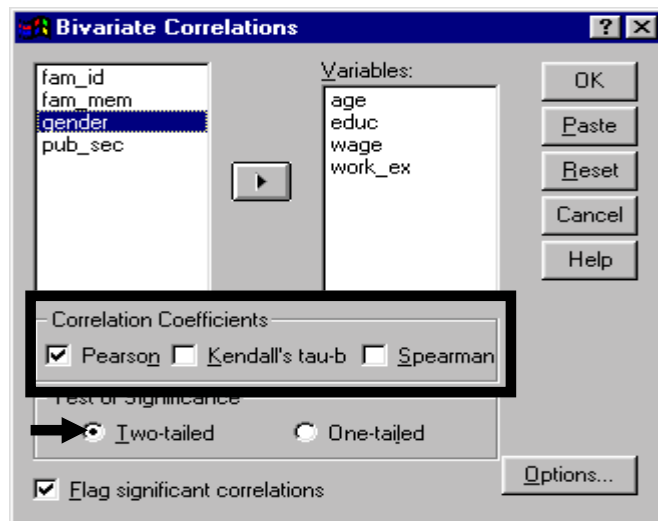 Bivariate Correlations
fam_id
fam_mem
gender
pub_sec
Variables:
age
educ
wage
work_ex
OK
Paste
Reset
Cancel
Help
Correlation Coefficients
Pearson Kendall's tau-b Spearman
Test of Significance
Two-tailed One-tailed
Flag significant correlations
Options...